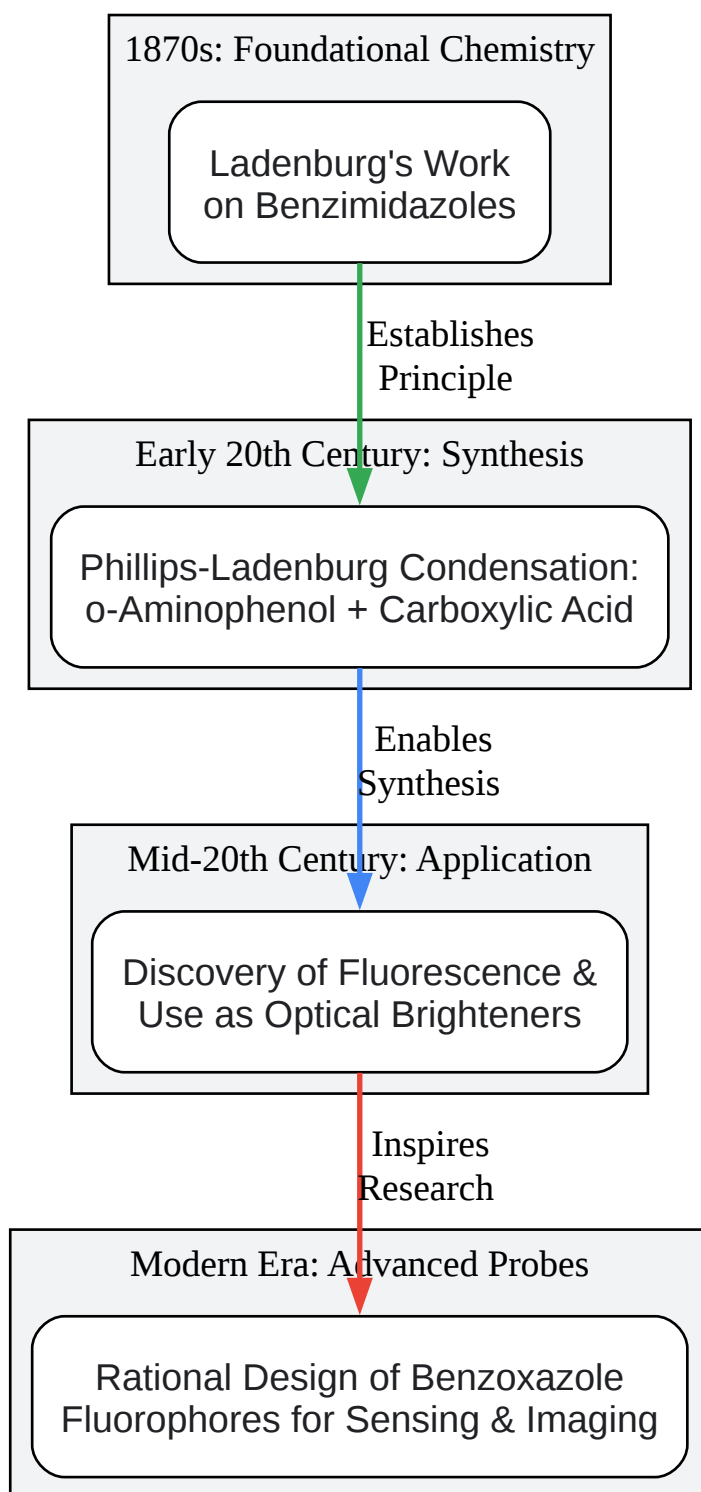 1870s: Foundational Chemistry
Ladenburg's Work
on Benzimidazoles
Establishes
Principle
Early 20th Century: Synthesis
Phillips-Ladenburg Condensation:
o-Aminophenol + Carboxylic Acid
Enables
Synthesis
Mid-20th Century: Application
Discovery of Fluorescence &
Use as Optical Brighteners
Inspires
Research
Modern Era: Advanced Probes
Rational Design of Benzoxazole
Fluorophores for Sensing & Imaging